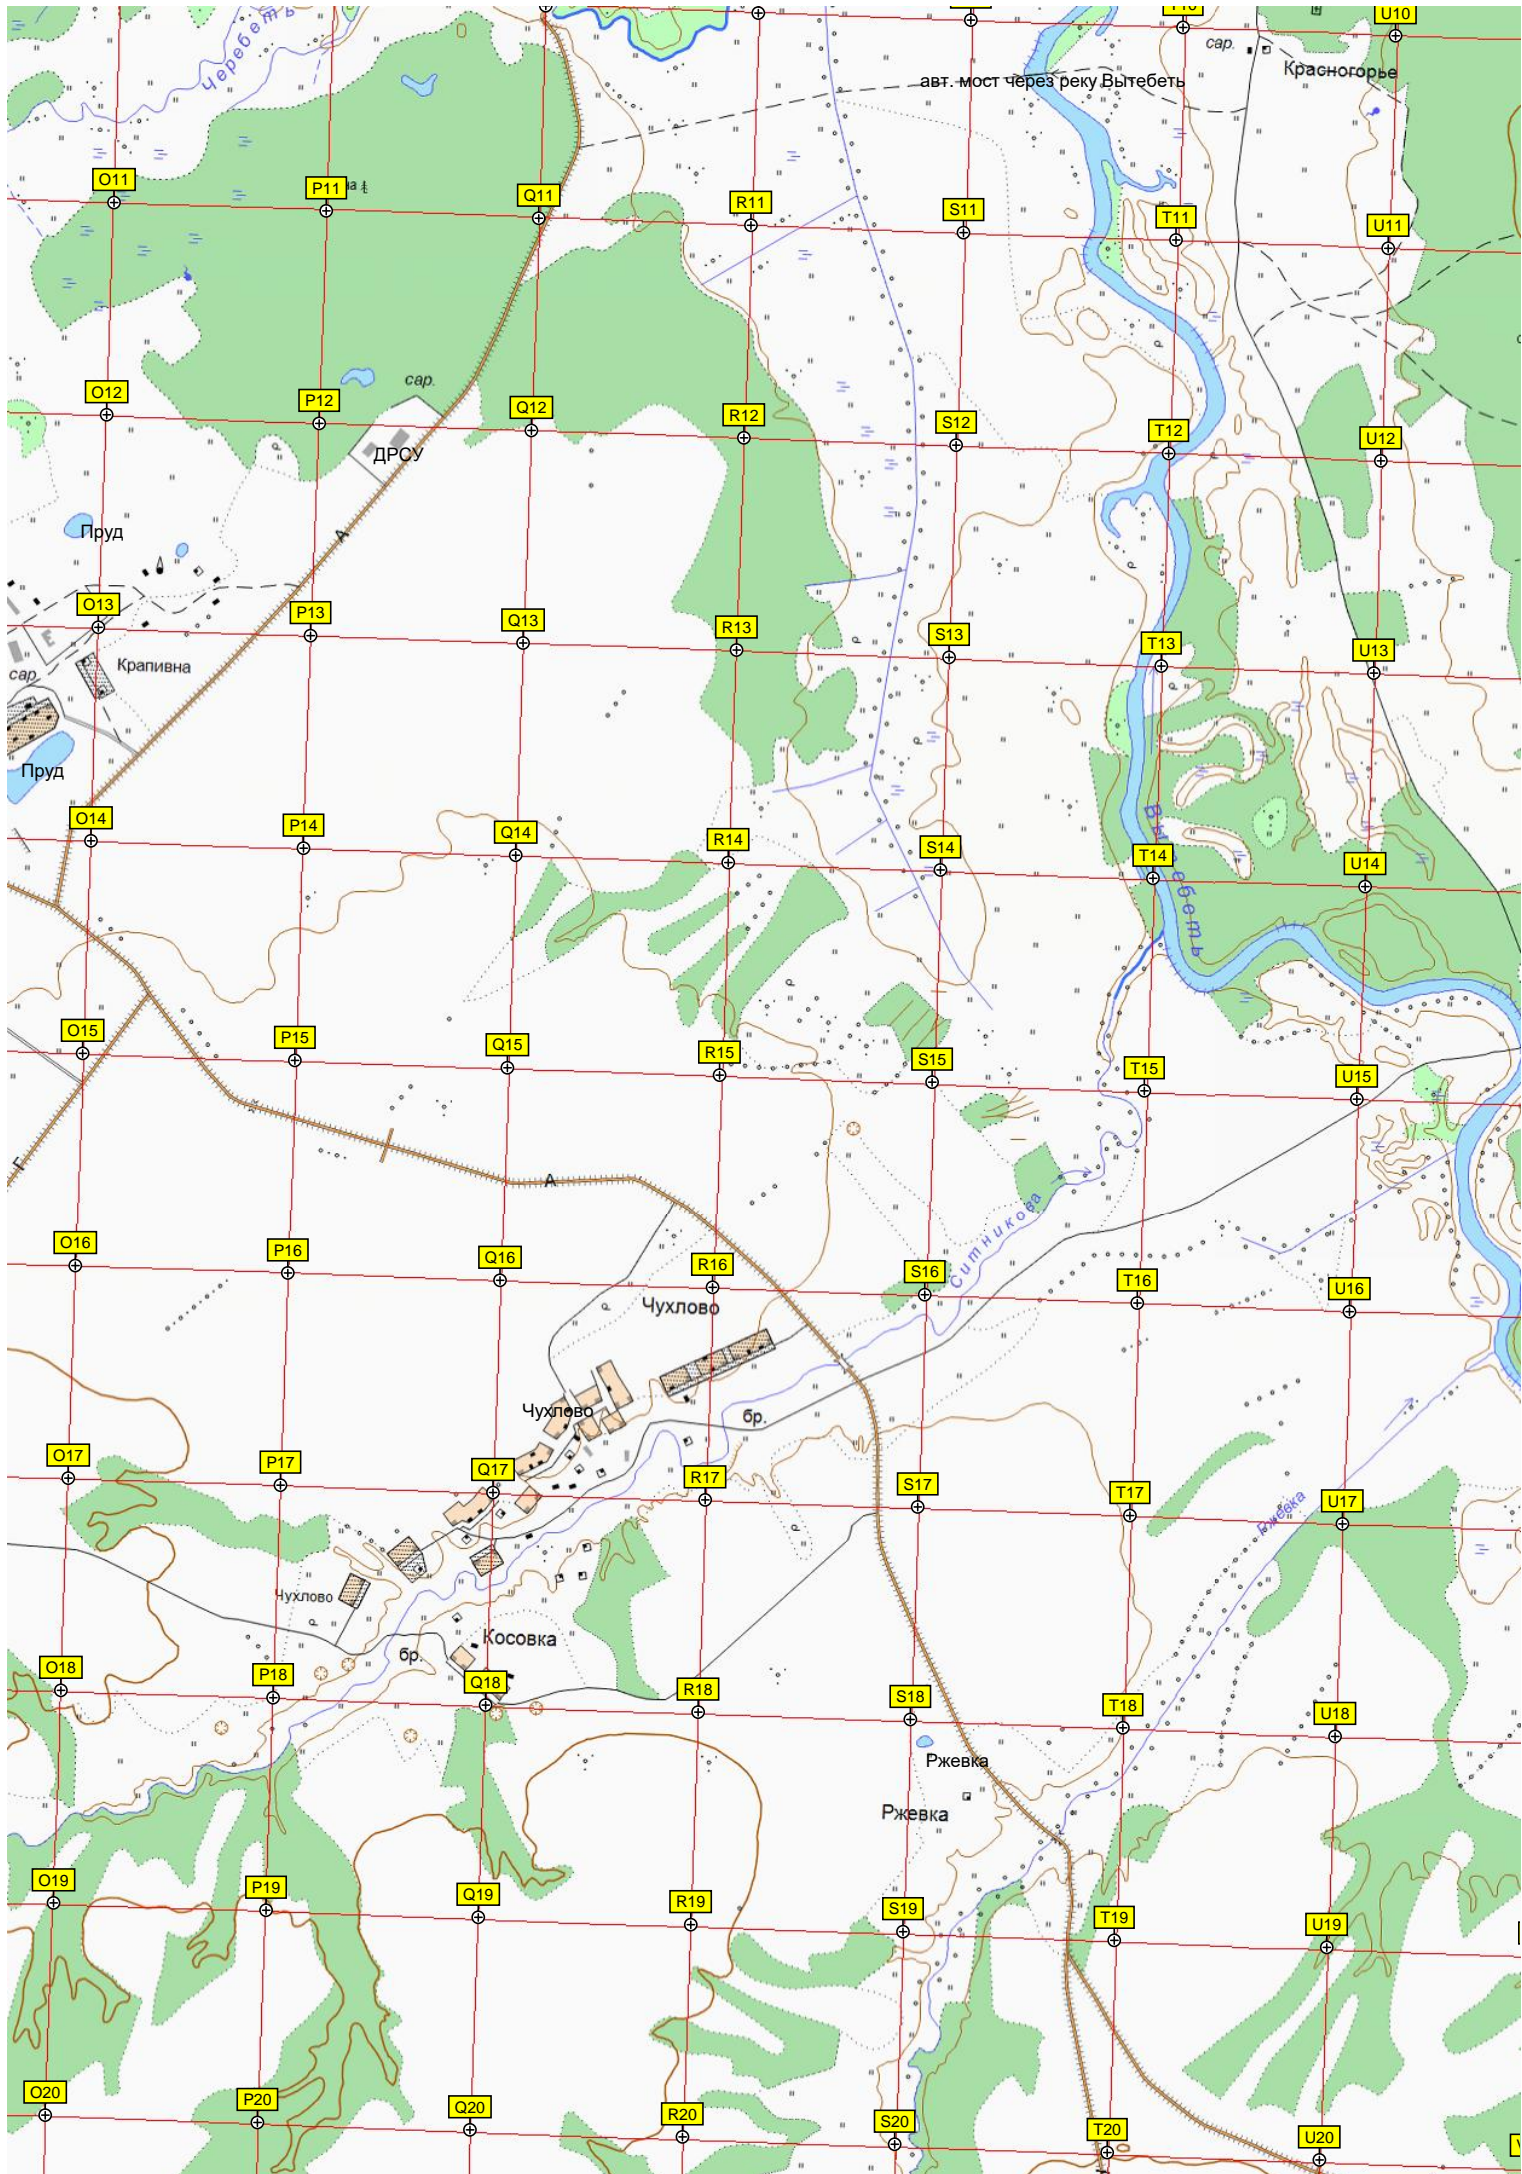 U10
сар.
Красногорье
Черебеть
авт. мост через реку Вытебеть
O11
P11
Q11
R11
S11
T11
U11
сар.
O12
P12
Q12
R12
S12
T12
U12
ДРСУ
Пруд
А
O13
P13
Q13
R13
S13
T13
U13
Е
Крапивна
сар.
Пруд
O14
P14
Q14
R14
S14
T14
U14
Вытебеть
O15
P15
Q15
R15
S15
T15
U15
Г
А
Ситникова
O16
P16
Q16
R16
S16
T16
U16
Чухлово
Чухлово
бр.
O17
P17
Q17
R17
S17
T17
U17
Ржевка
Чухлово
Косовка
бр.
O18
P18
Q18
R18
S18
T18
U18
Ржевка
Ржевка
O19
P19
Q19
R19
S19
T19
U19
O20
P20
Q20
R20
S20
T20
U20